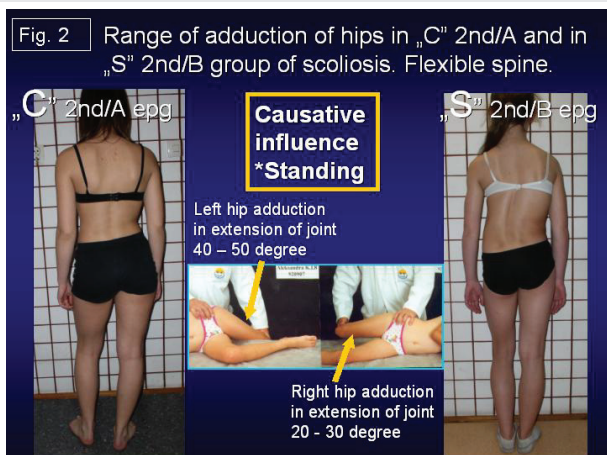 Fig. 2
Range of adduction of hips in „C” 2nd/A and in
„S” 2nd/B group of scoliosis. Flexible spine.
„C” 2nd/A epg
Causative
influence
*Standing
„S” 2nd/B epg
Left hip adduction
in extension of joint
40 – 50 degree
Right hip adduction
in extension of joint
20 - 30 degree